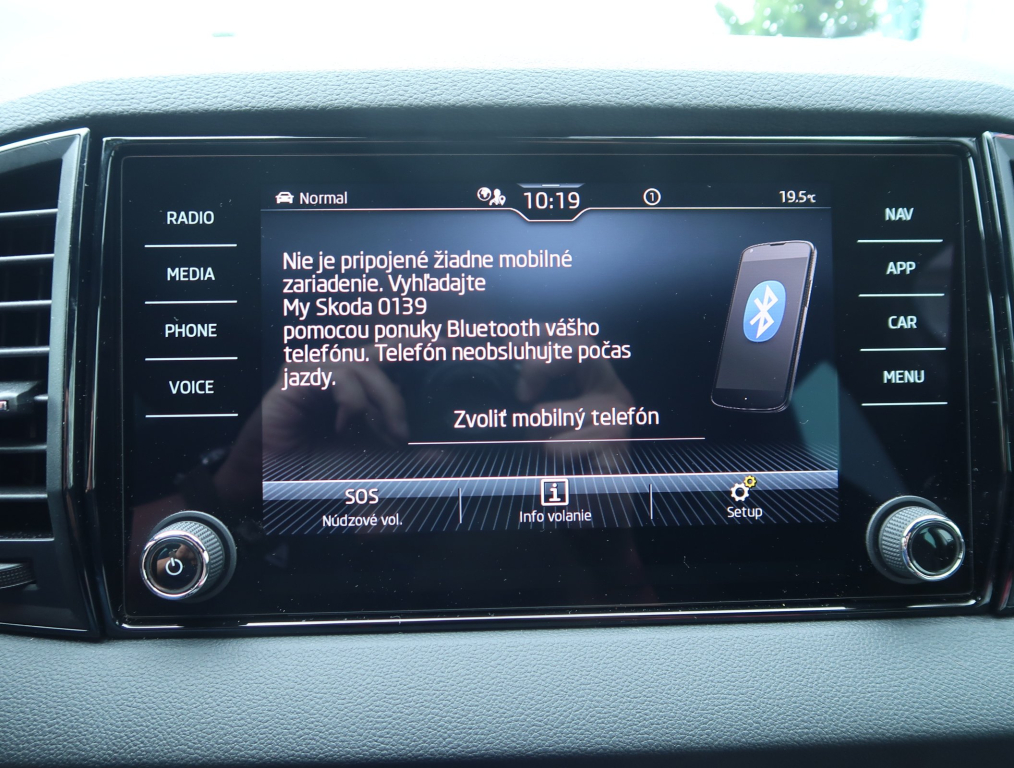 Normal
10:19
1
19.5°C
RADIO
MEDIA
PHONE
VOICE
Nie je pripojené žiadne mobilné
zariadenie. Vyhľadajte
My Skoda 0139
pomocou ponuky Bluetooth vášho
telefónu. Telefón neobsluhujte počas
jazdy.
Zvoliť mobilný telefón
SOS
Núdzové vol.
i
Info volanie
Setup
NAV
APP
CAR
MENU